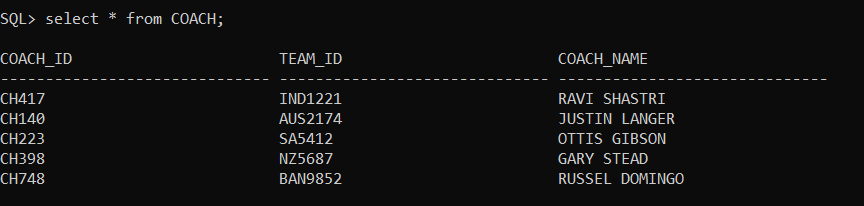 SQL> select * from COACH;
COACH_ID TEAM_ID COACH_NAME
------------------------------ ------------------------------ ------------------------------
CH417 IND1221 RAVI SHASTRI
CH140 AUS2174 JUSTIN LANGER
CH223 SA5412 OTTIS GIBSON
CH398 NZ5687 GARY STEAD
CH748 BAN9852 RUSSEL DOMINGO